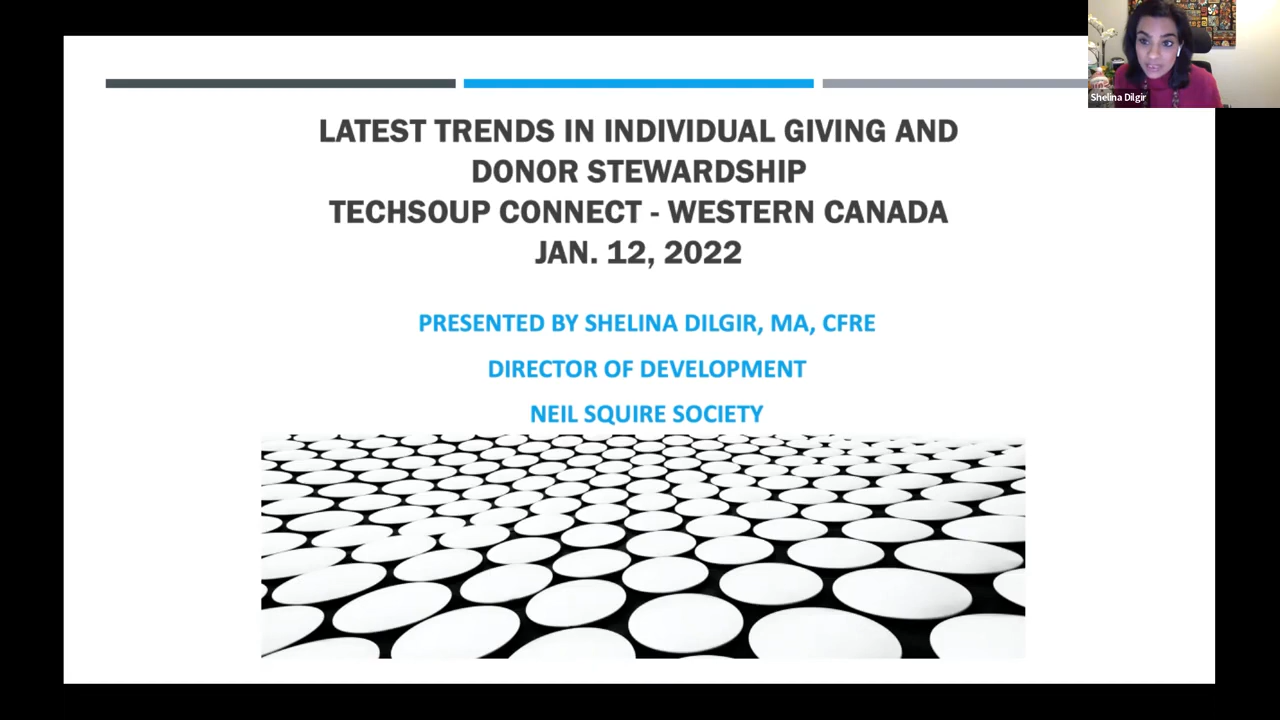 LATEST TRENDS IN INDIVIDUAL GIVING AND
DONOR STEWARDSHIP
TECHSOUP CONNECT - WESTERN CANADA
JAN. 12, 2022
PRESENTED BY SHELINA DILGIR, MA, CFRE
DIRECTOR OF DEVELOPMENT
NEIL SQUIRE SOCIETY
Shelina Dilgir